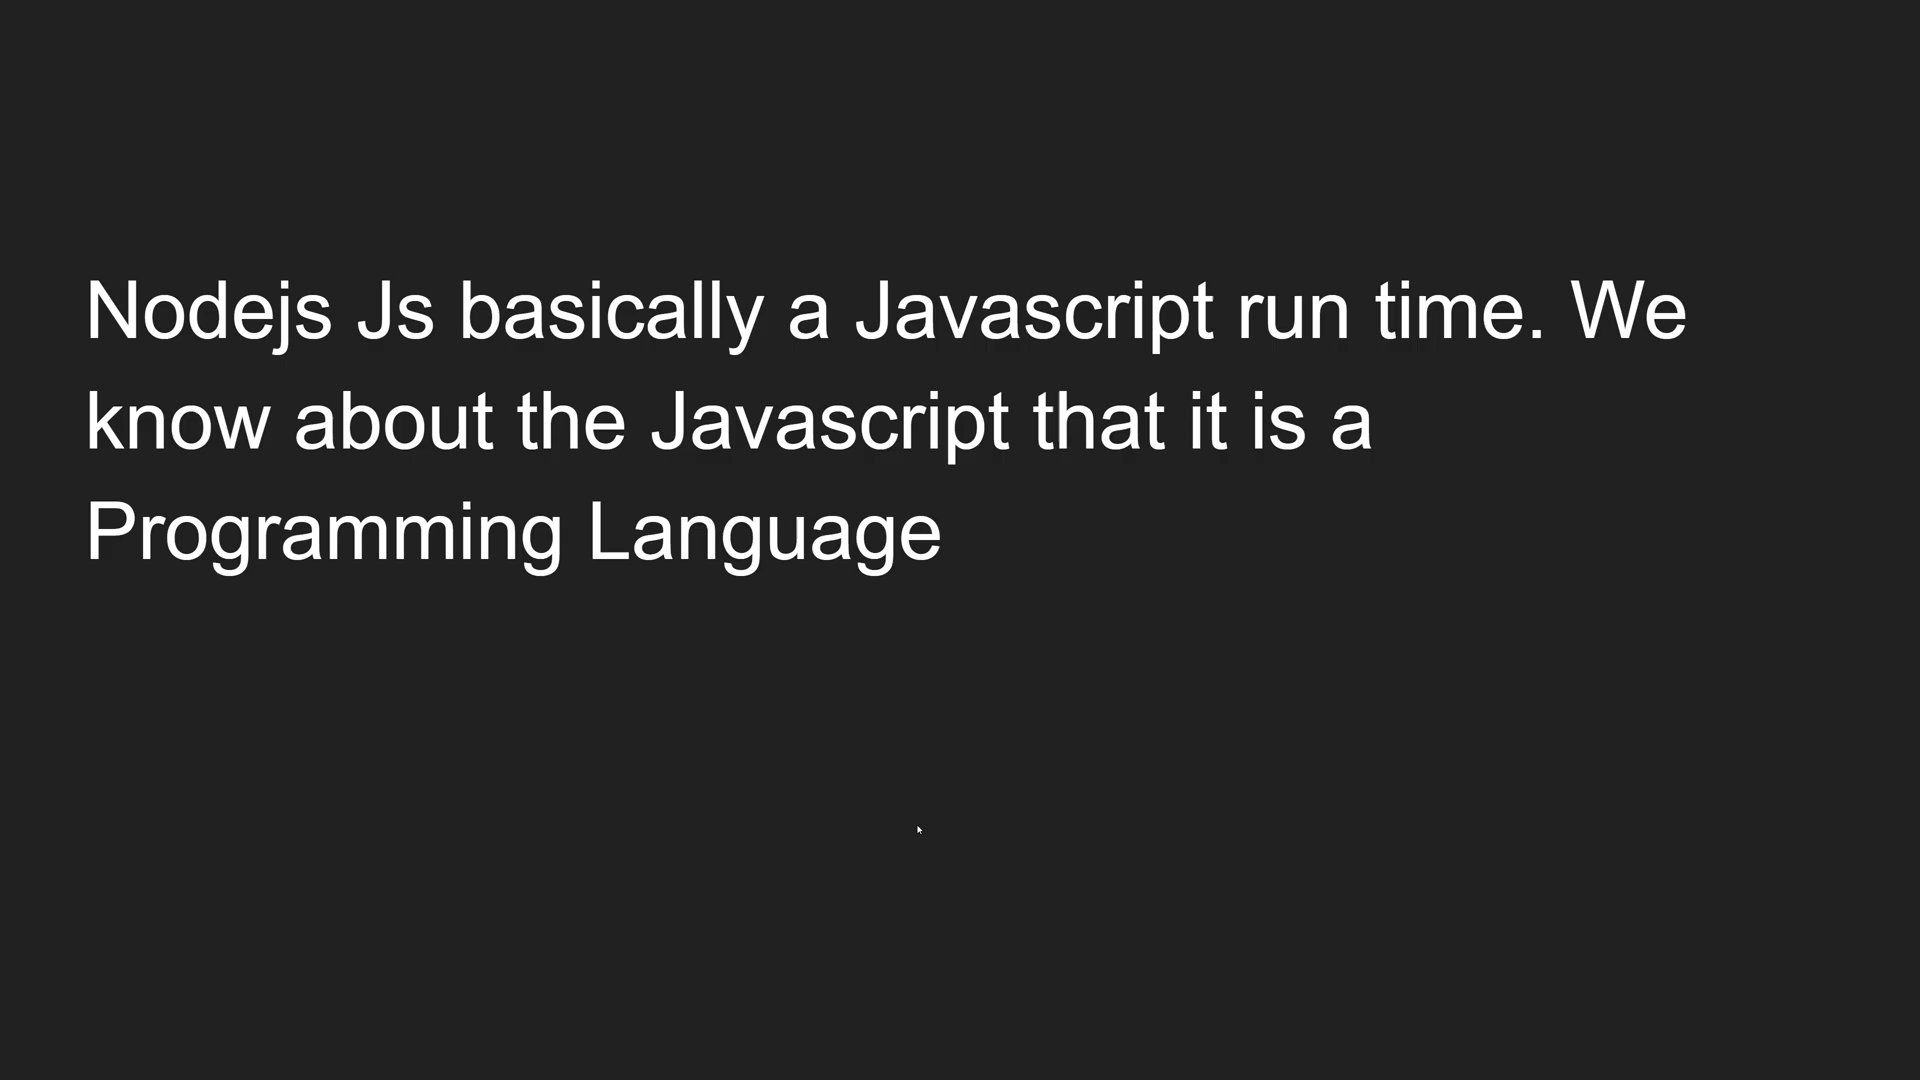 Nodejs Js basically a Javascript run time. We
know about the Javascript that it is a
Programming Language